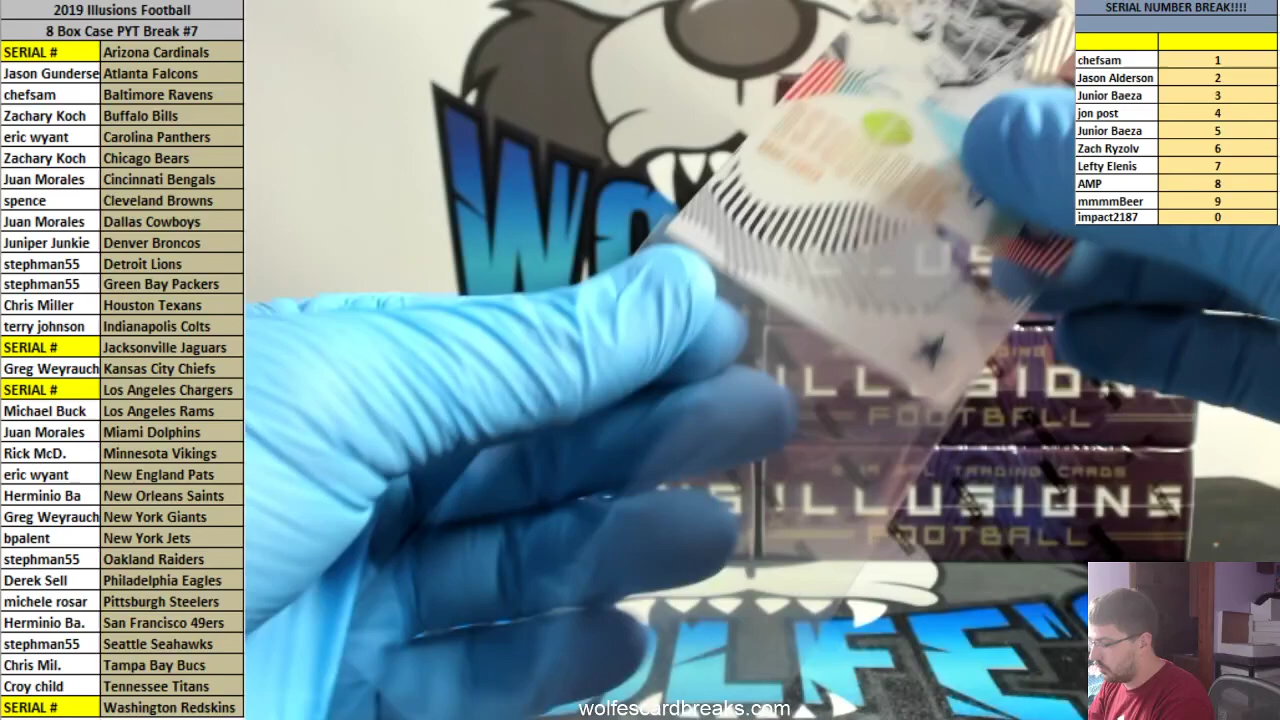 2019 Illusions Football
8 Box Case PYT Break #7
SERIAL # Arizona Cardinals
Jason Gunderse Atlanta Falcons
chefsam Baltimore Ravens
Zachary Koch Buffalo Bills
eric wyant Carolina Panthers
Zachary Koch Chicago Bears
Juan Morales Cincinnati Bengals
spence Cleveland Browns
Juan Morales Dallas Cowboys
Juniper Junkie Denver Broncos
stephman55 Detroit Lions
stephman55 Green Bay Packers
Chris Miller Houston Texans
terry johnson Indianapolis Colts
SERIAL # Jacksonville Jaguars
Greg Weyrauch Kansas City Chiefs
SERIAL # Los Angeles Chargers
Michael Buck Los Angeles Rams
Juan Morales Miami Dolphins
Rick McD. Minnesota Vikings
eric wyant New England Pats
Herminio Ba New Orleans Saints
Greg Weyrauch New York Giants
bpalent New York Jets
stephman55 Oakland Raiders
Derek Sell Philadelphia Eagles
michele rosar Pittsburgh Steelers
Herminio Ba. San Francisco 49ers
stephman55 Seattle Seahawks
Chris Mil. Tampa Bay Bucs
Croy child Tennessee Titans
SERIAL # Washington Redskins
SERIAL NUMBER BREAK!!!!
chefsam 1
Jason Alderson 2
Junior Baeza 3
jon post 4
Junior Baeza 5
Zach Ryzolv 6
Lefty Elenis 7
AMP 8
mmmmBeer 9
impact2187 0
FOOTBALL
TRADING CARDS
ILLUSIONS
FOOTBALL
wolfescardbreaks.com